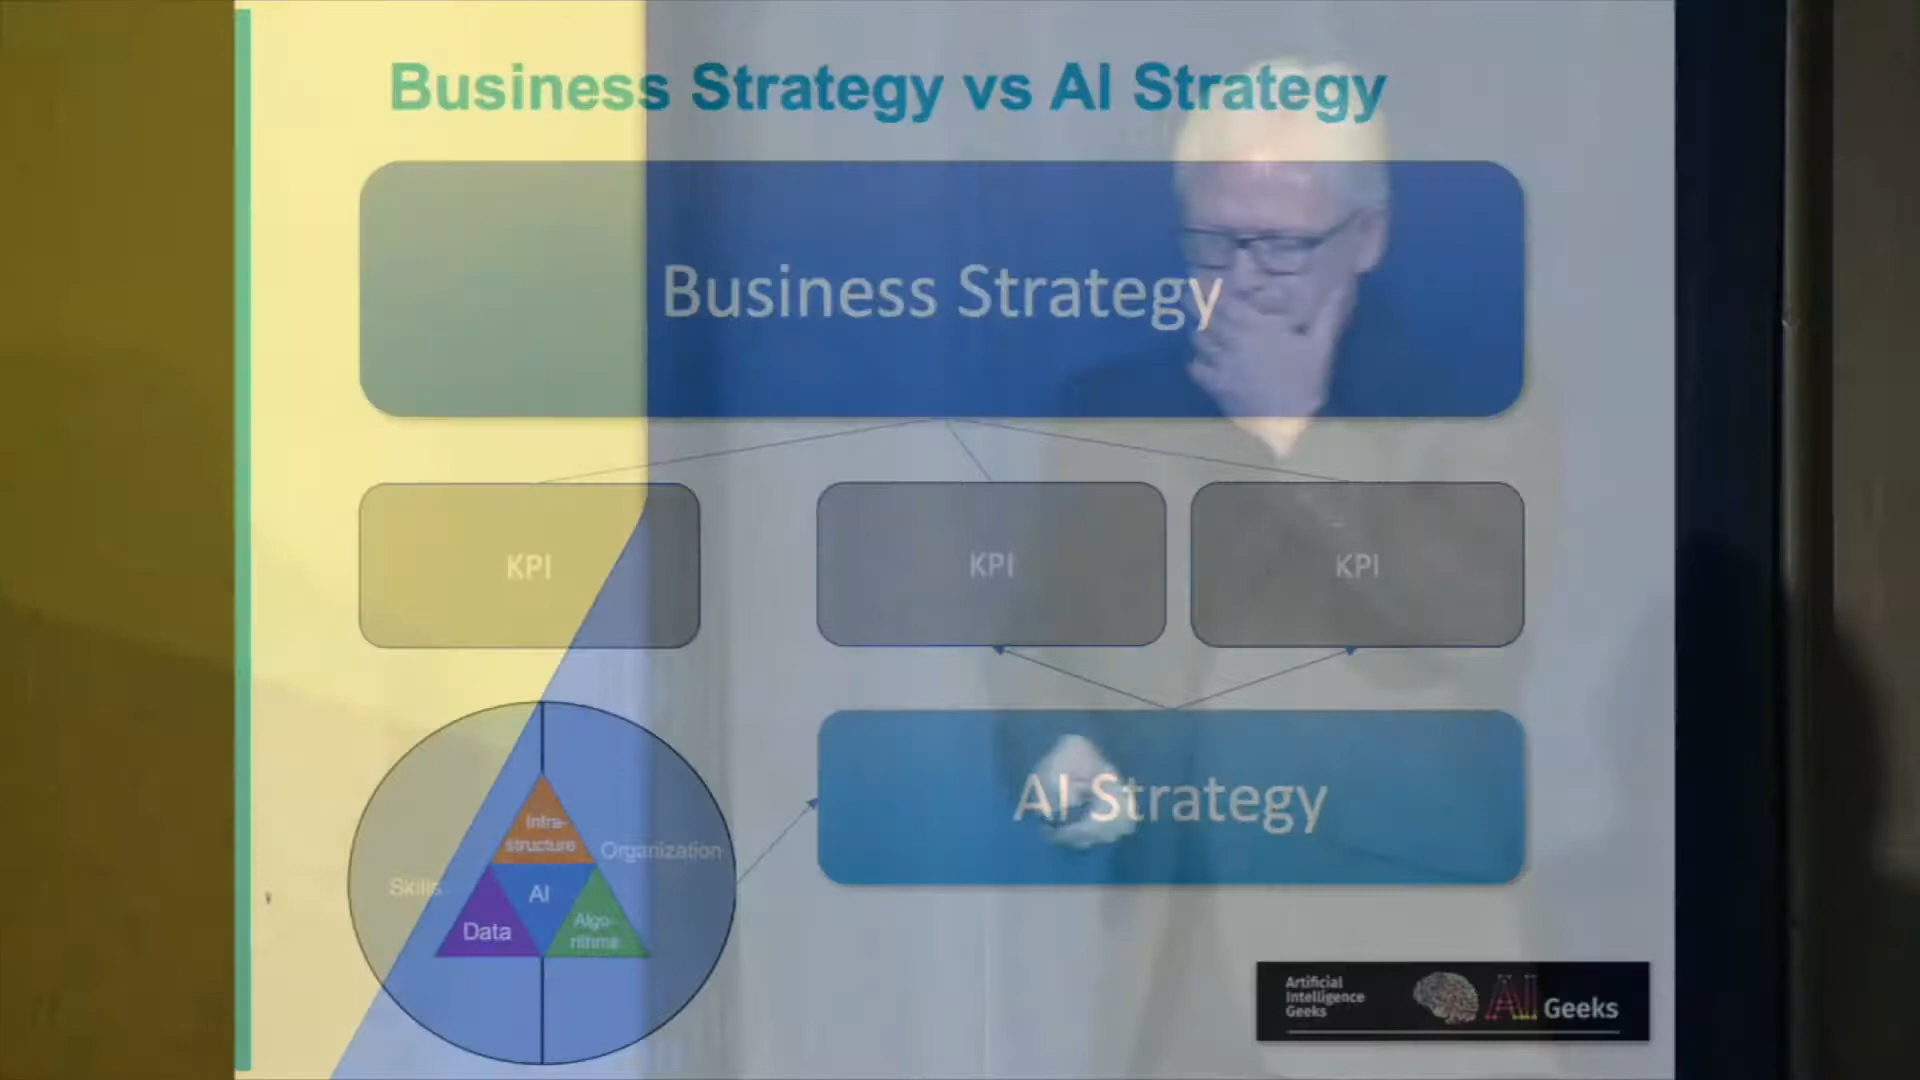 Business Strategy vs AI Strategy
Business Strategy
KPI
KPI
KPI
Infra-
structure
Organization
Skills
AI
Data
Algo-
rithms
AI Strategy
Artificial
Intelligence
Geeks
AI Geeks